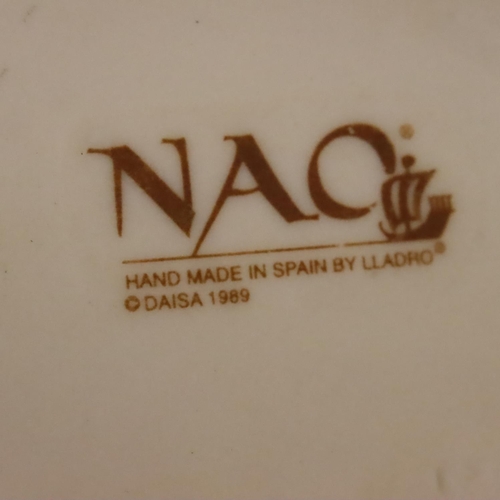 NAO®
HAND MADE IN SPAIN BY LLADRO®
© DAISA 1989